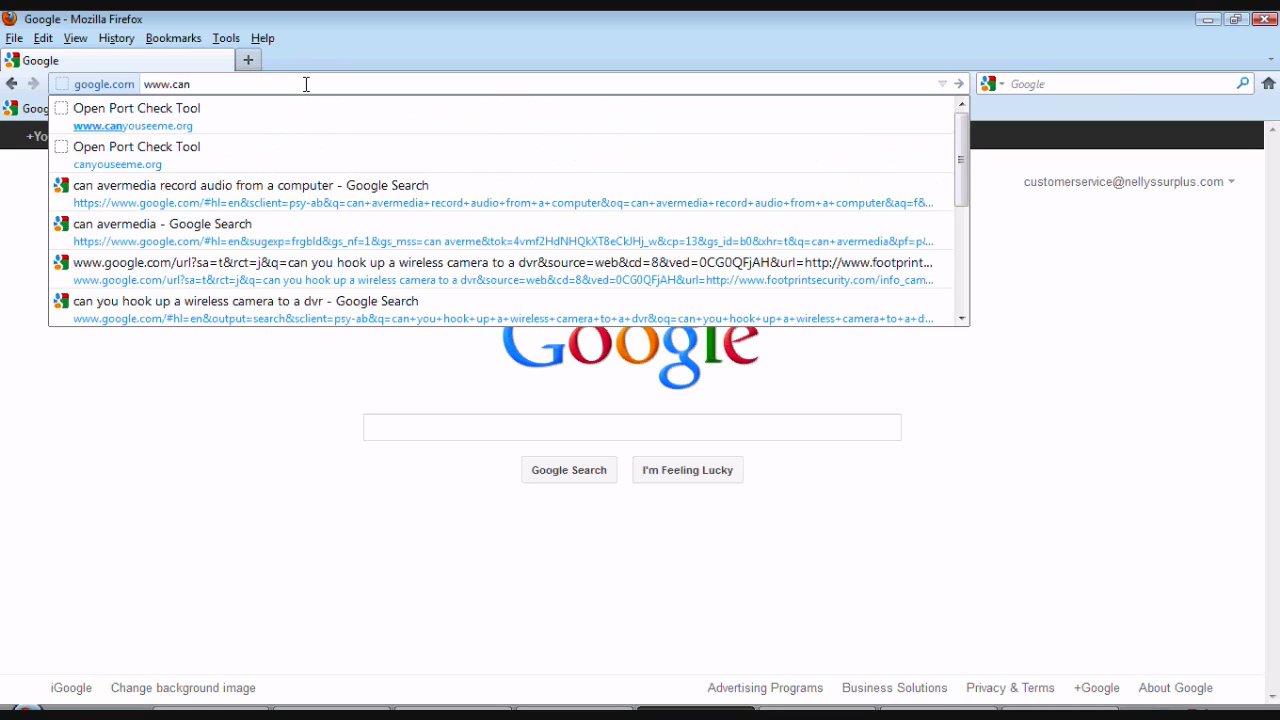 Google - Mozilla Firefox
File Edit View History Bookmarks Tools Help
Google
google.com www.can
Google
Goog
Open Port Check Tool
www.canyouseeme.org
Open Port Check Tool
canyouseeme.org
can avermedia record audio from a computer - Google Search
https://www.google.com/#hl=en&sclient=psy-ab&q=can+avermedia+record+audio+from+a+computer&oq=can+avermedia+record+audio+from+a+computer&aq=f&...
can avermedia - Google Search
https://www.google.com/#hl=en&sugexp=frgbld&gs_nf=1&gs_mss=can averme&tok=4vmf2HdNHQkXT8eCkJHj_w&cp=13&gs_id=b0&xhr=t&q=can+avermedia&pf=p&...
www.google.com/url?sa=t&rct=j&q=can you hook up a wireless camera to a dvr&source=web&cd=8&ved=0CG0QFjAH&url=http://www.footprint...
www.google.com/url?sa=t&rct=j&q=can you hook up a wireless camera to a dvr&source=web&cd=8&ved=0CG0QFjAH&url=http://www.footprintsecurity.com/info_cam...
can you hook up a wireless camera to a dvr - Google Search
www.google.com/#hl=en&output=search&sclient=psy-ab&q=can+you+hook+up+a+wireless+camera+to+a+dvr&oq=can+you+hook+up+a+wireless+camera+to+a+d...
+Yo
customerservice@nellyssurplus.com
Google
Google Search I'm Feeling Lucky
iGoogle Change background image Advertising Programs Business Solutions Privacy & Terms +Google About Google